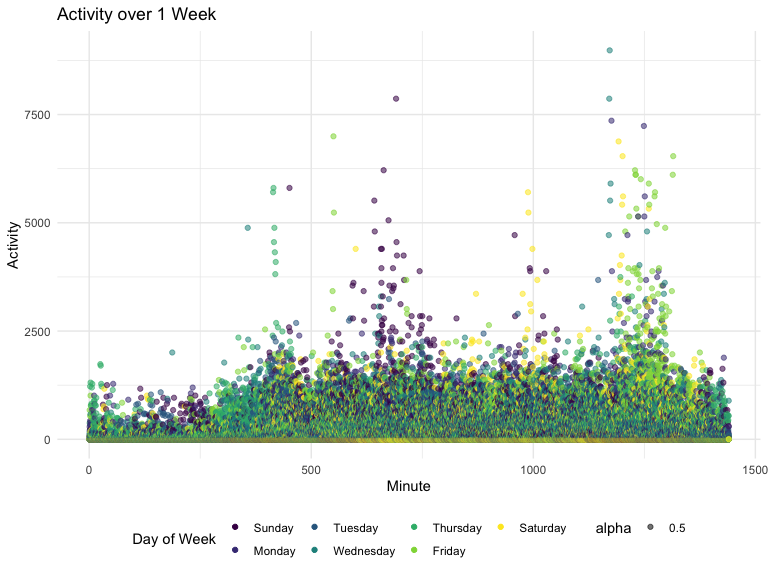 Activity over 1 Week
Activity
7500
5000
2500
0
0 500 1000 1500
Minute
Day of Week Sunday Tuesday Thursday Saturday alpha 0.5
Monday Wednesday Friday